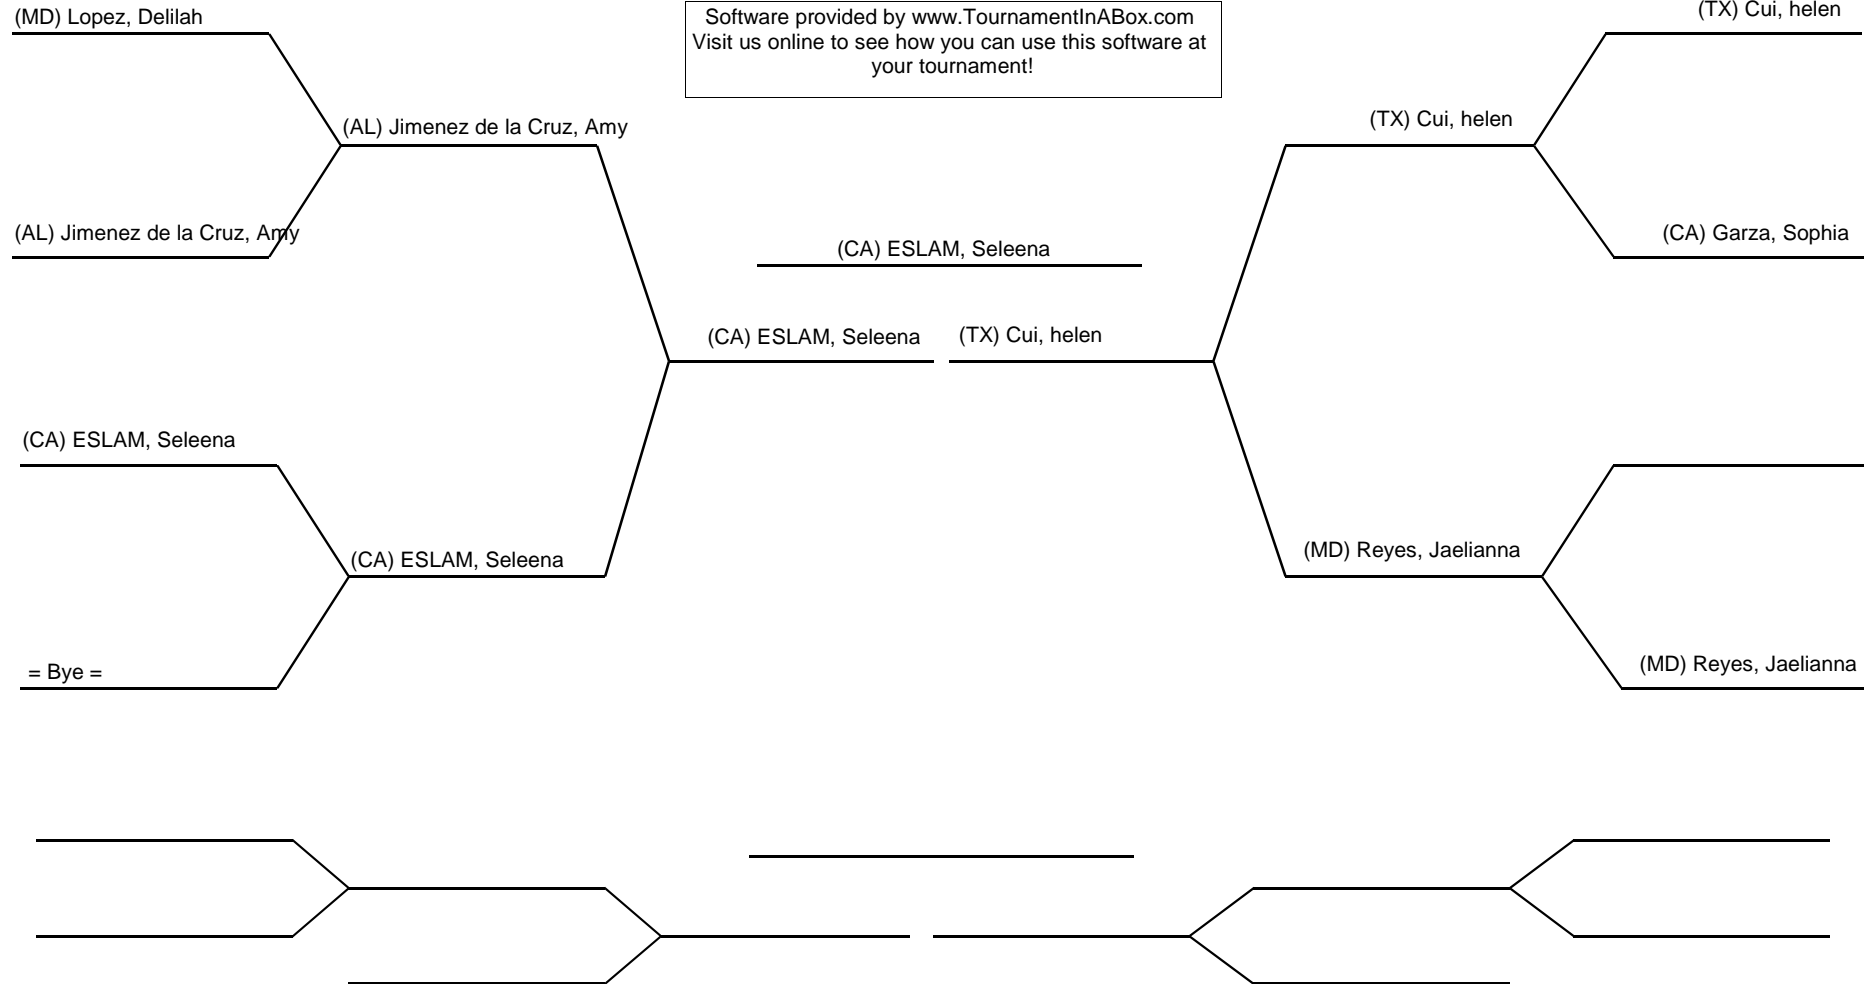 (MD) Lopez, Delilah
Software provided by www.TournamentInABox.com
Visit us online to see how you can use this software at
your tournament!
(TX) Cui, helen
(AL) Jimenez de la Cruz, Amy
(TX) Cui, helen
(AL) Jimenez de la Cruz, Amy
(CA) ESLAM, Seleena
(CA) Garza, Sophia
(CA) ESLAM, Seleena
(TX) Cui, helen
(CA) ESLAM, Seleena
(CA) ESLAM, Seleena
(MD) Reyes, Jaelianna
= Bye =
(MD) Reyes, Jaelianna